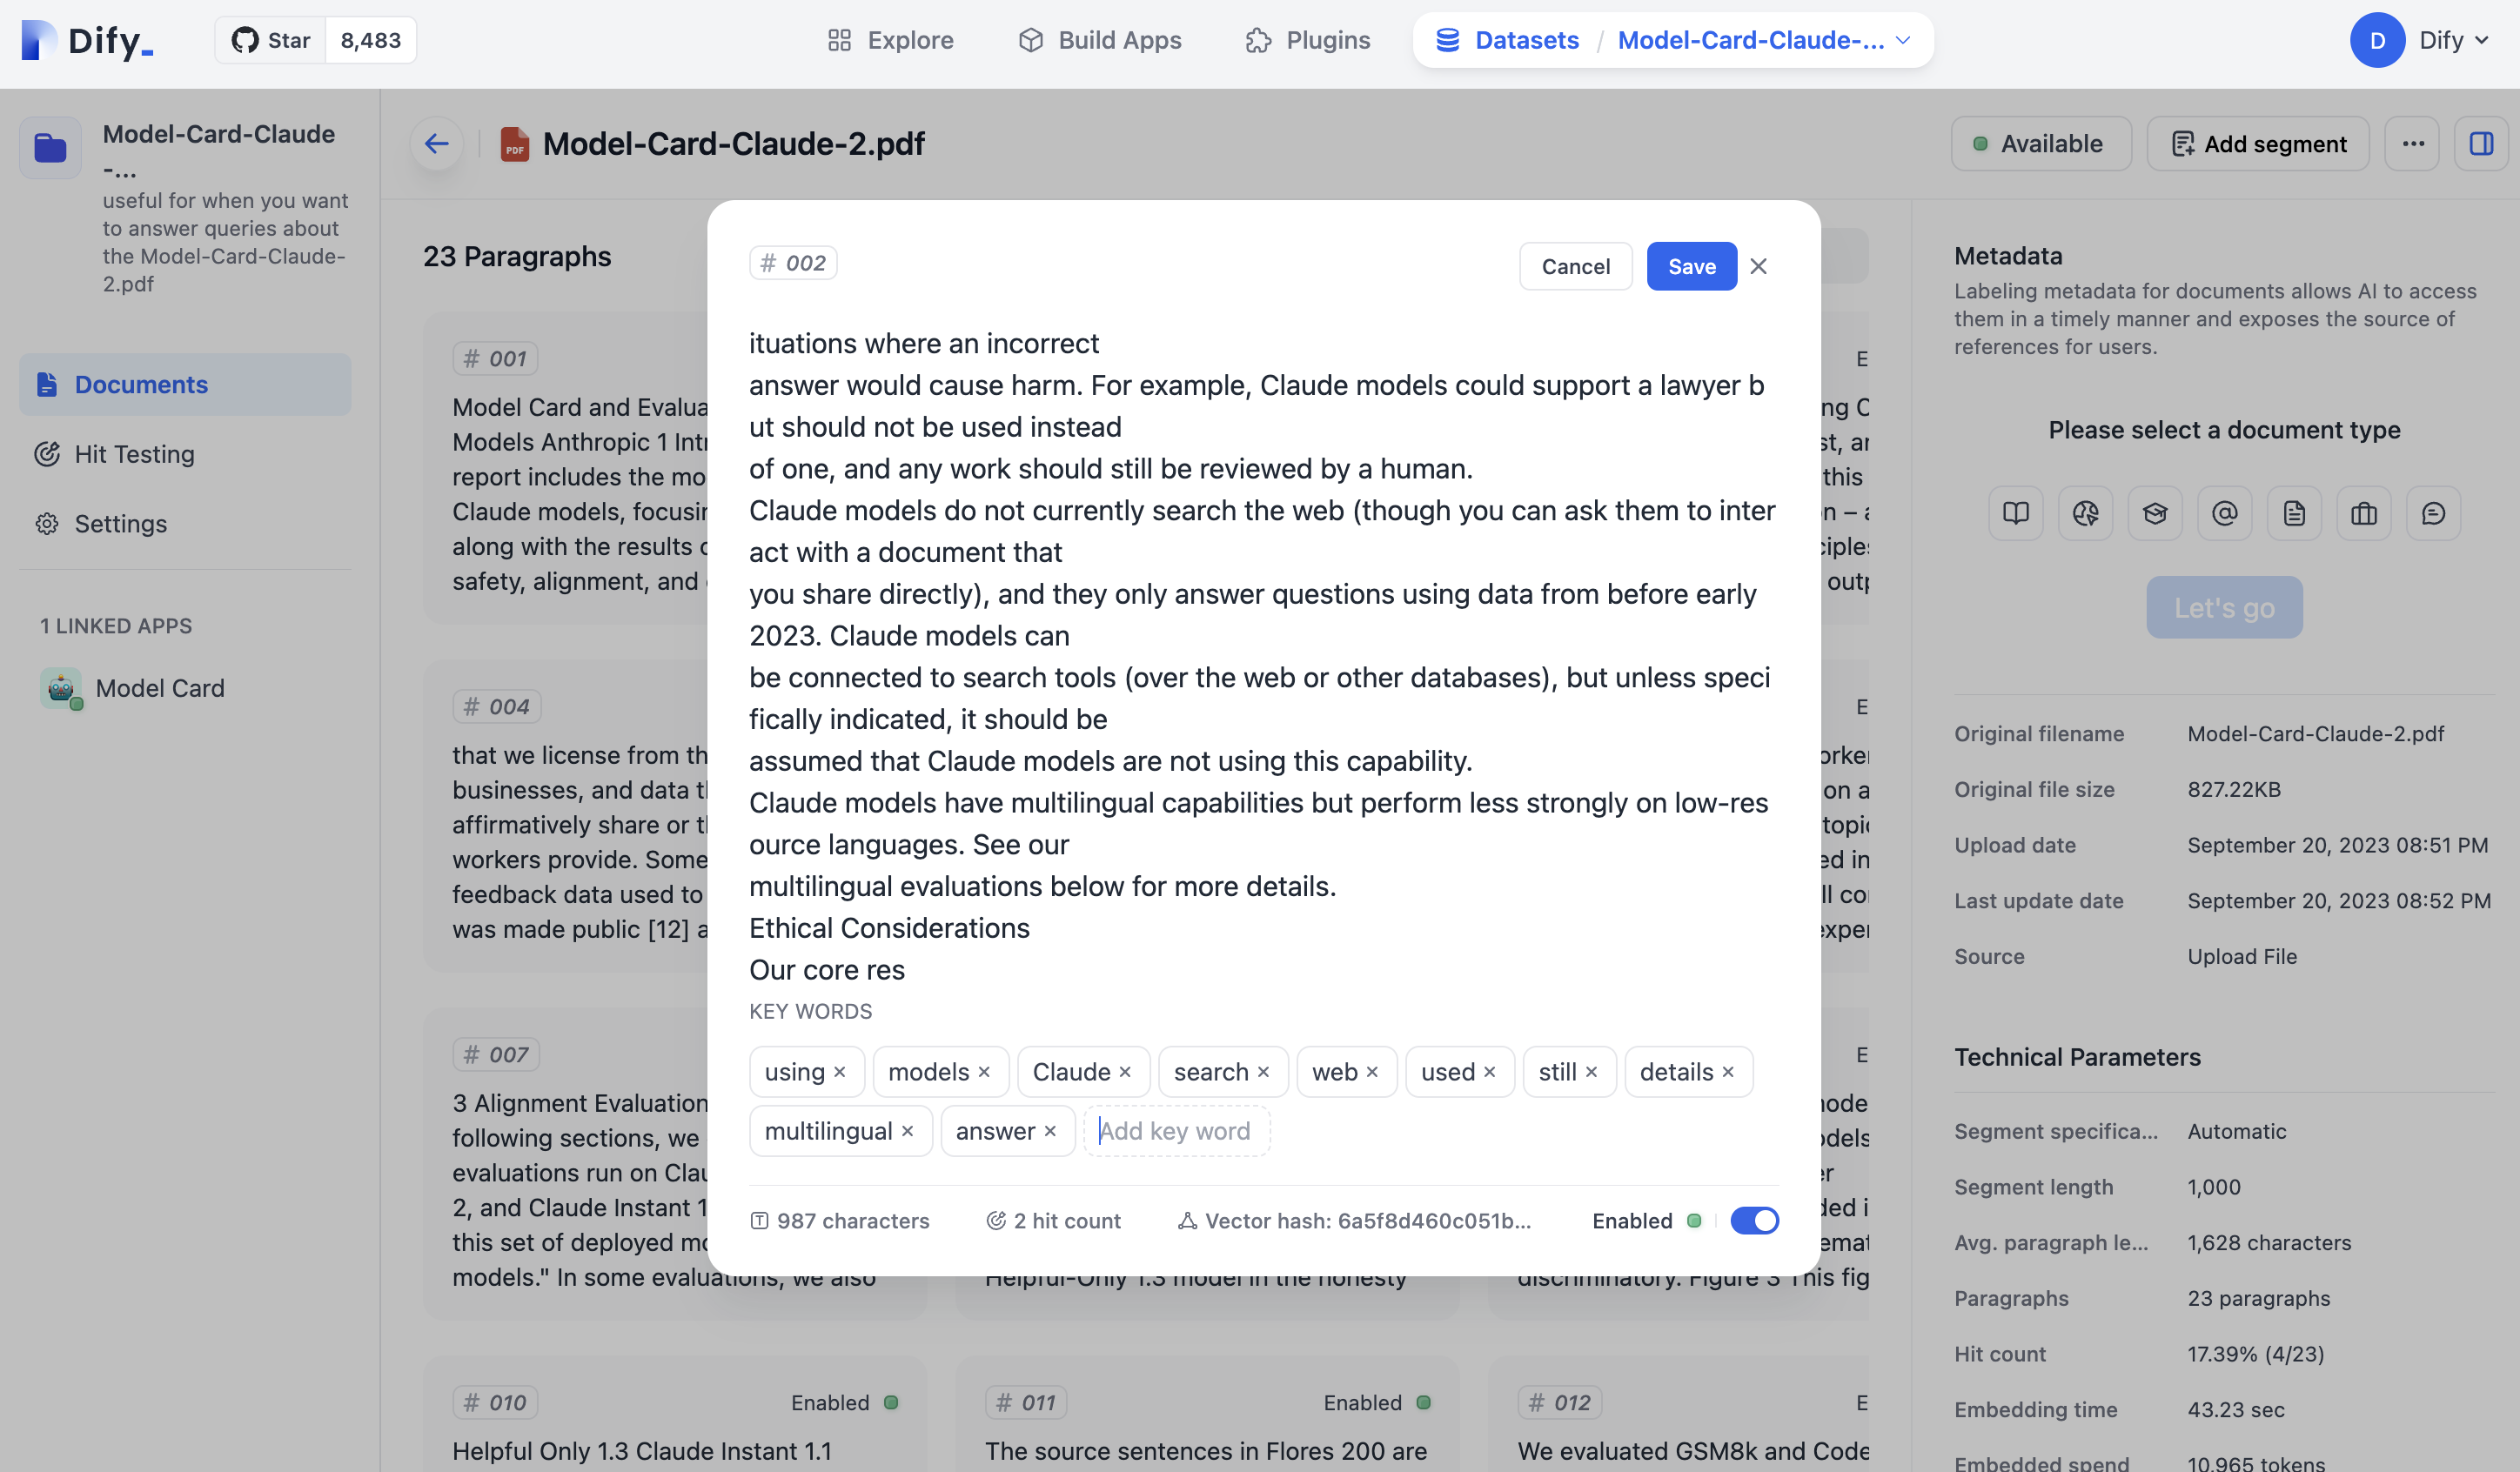 Dify_
Star
8,483
Explore
Build Apps
Plugins
Datasets / Model-Card-Claude-...
D
Dify
Model-Card-Claude
-...
useful for when you want
to answer queries about
the Model-Card-Claude-
2.pdf
Documents
Hit Testing
Settings
1 LINKED APPS
Model Card
PDF
Model-Card-Claude-2.pdf
Available
Add segment
23 Paragraphs
# 001
Model Card and Evalua
Models Anthropic 1 Intr
report includes the mo
Claude models, focusin
along with the results o
safety, alignment, and
# 004
that we license from th
businesses, and data th
affirmatively share or th
workers provide. Some
feedback data used to
was made public [12] a
# 007
3 Alignment Evaluation
following sections, we
evaluations run on Clau
2, and Claude Instant 1
this set of deployed mo
models." In some evaluations, we also
Helpful-Only 1.3 model in the honesty
discriminatory. Figure 3 This fig
# 010
Enabled
Helpful Only 1.3 Claude Instant 1.1
# 011
Enabled
The source sentences in Flores 200 are
# 012
E
We evaluated GSM8k and Code
# 002
Cancel
Save
ituations where an incorrect
answer would cause harm. For example, Claude models could support a lawyer b
ut should not be used instead
of one, and any work should still be reviewed by a human.
Claude models do not currently search the web (though you can ask them to inter
act with a document that
you share directly), and they only answer questions using data from before early
2023. Claude models can
be connected to search tools (over the web or other databases), but unless speci
fically indicated, it should be
assumed that Claude models are not using this capability.
Claude models have multilingual capabilities but perform less strongly on low-res
ource languages. See our
multilingual evaluations below for more details.
Ethical Considerations
Our core res
KEY WORDS
using × models × Claude × search × web × used × still × details ×
multilingual × answer × Add key word
987 characters
2 hit count
Vector hash: 6a5f8d460c051b...
Enabled
Metadata
Labeling metadata for documents allows AI to access
them in a timely manner and exposes the source of
references for users.
Please select a document type
Let's go
Original filename Model-Card-Claude-2.pdf
Original file size 827.22KB
Upload date September 20, 2023 08:51 PM
Last update date September 20, 2023 08:52 PM
Source Upload File
Technical Parameters
Segment specifica... Automatic
Segment length 1,000
Avg. paragraph le... 1,628 characters
Paragraphs 23 paragraphs
Hit count 17.39% (4/23)
Embedding time 43.23 sec
Embedded spend 10,965 tokens